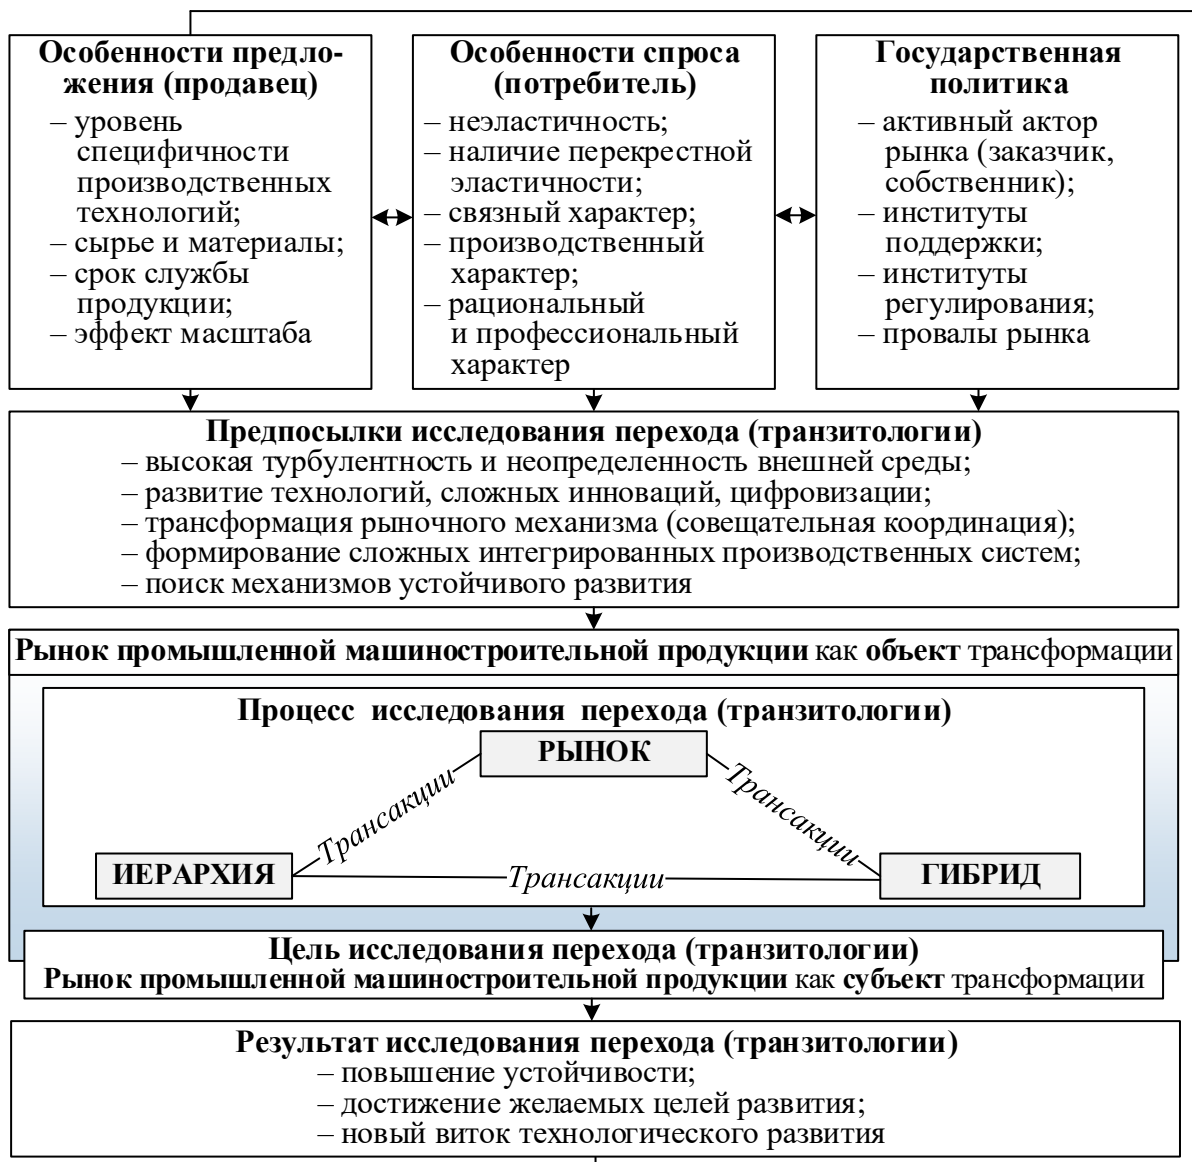 Особенности предло-
жения (продавец)
– уровень
специфичности
производственных
технологий;
– сырье и материалы;
– срок службы
продукции;
– эффект масштаба
Особенности спроса
(потребитель)
– неэластичность;
– наличие перекрестной
эластичности;
– связный характер;
– производственный
характер;
– рациональный
и профессиональный
характер
Государственная
политика
– активный актор
рынка (заказчик,
собственник);
– институты
поддержки;
– институты
регулирования;
– провалы рынка
Предпосылки исследования перехода (транзитологии)
– высокая турбулентность и неопределенность внешней среды;
– развитие технологий, сложных инноваций, цифровизации;
– трансформация рыночного механизма (совещательная координация);
– формирование сложных интегрированных производственных систем;
– поиск механизмов устойчивого развития
Рынок промышленной машиностроительной продукции как объект трансформации
Процесс исследования перехода (транзитологии)
РЫНОК
Трансакции
Трансакции
ИЕРАРХИЯ
Трансакции
ГИБРИД
Цель исследования перехода (транзитологии)
Рынок промышленной машиностроительной продукции как субъект трансформации
Результат исследования перехода (транзитологии)
– повышение устойчивости;
– достижение желаемых целей развития;
– новый виток технологического развития